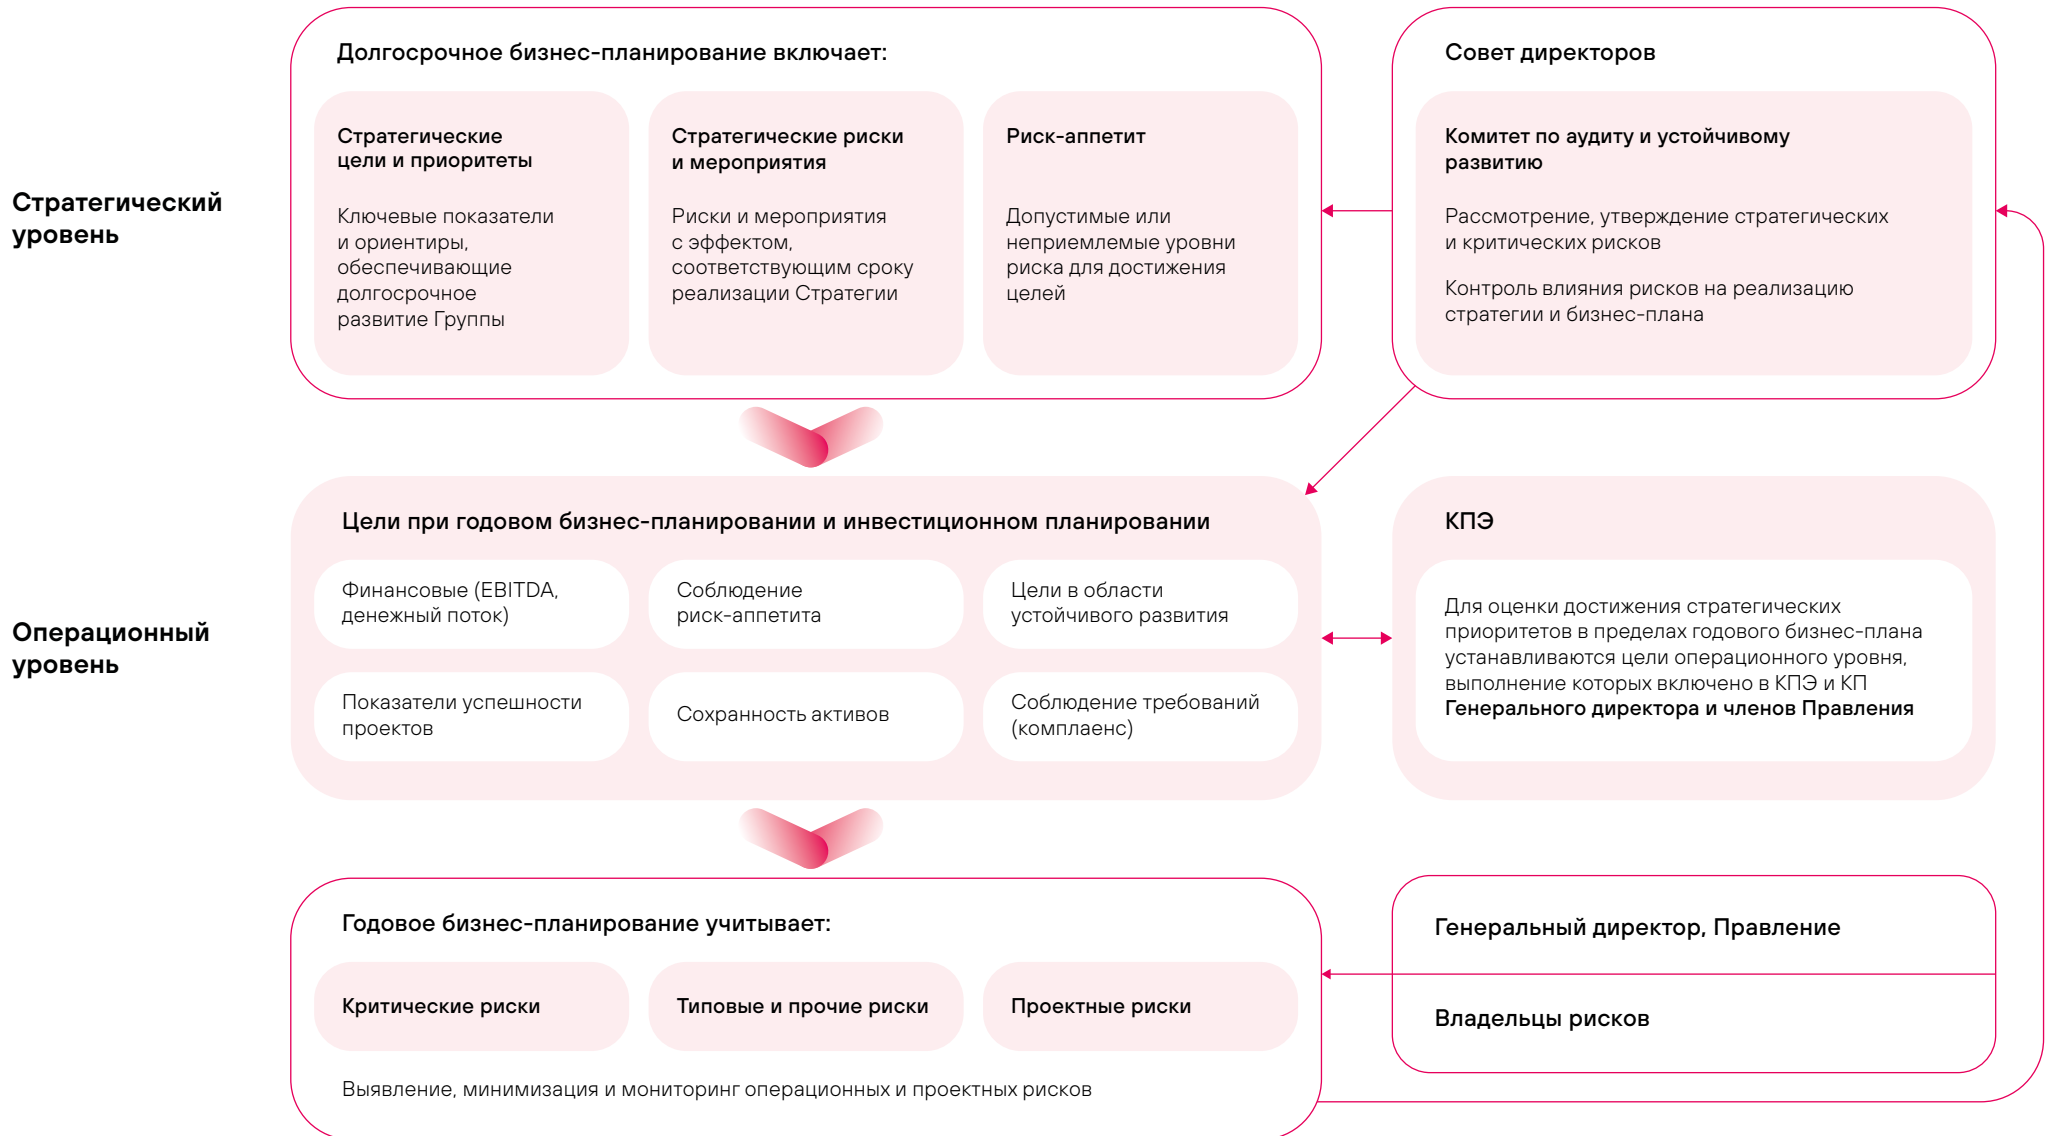 Стратегический
уровень
Долгосрочное бизнес-планирование включает:
Стратегические
цели и приоритеты
Ключевые показатели
и ориентиры,
обеспечивающие
долгосрочное
развитие Группы
Стратегические риски
и мероприятия
Риски и мероприятия
с эффектом,
соответствующим сроку
реализации Стратегии
Риск-аппетит
Допустимые или
неприемлемые уровни
риска для достижения
целей
Совет директоров
Комитет по аудиту и устойчивому
развитию
Рассмотрение, утверждение стратегических
и критических рисков
Контроль влияния рисков на реализацию
стратегии и бизнес-плана
Операционный
уровень
Цели при годовом бизнес-планировании и инвестиционном планировании
Финансовые (EBITDA,
денежный поток)
Соблюдение
риск-аппетита
Цели в области
устойчивого развития
Показатели успешности
проектов
Сохранность активов
Соблюдение требований
(комплаенс)
КПЭ
Для оценки достижения стратегических
приоритетов в пределах годового бизнес-плана
устанавливаются цели операционного уровня,
выполнение которых включено в КПЭ и КП
Генерального директора и членов Правления
Годовое бизнес-планирование учитывает:
Критические риски
Типовые и прочие риски
Проектные риски
Выявление, минимизация и мониторинг операционных и проектных рисков
Генеральный директор, Правление
Владельцы рисков